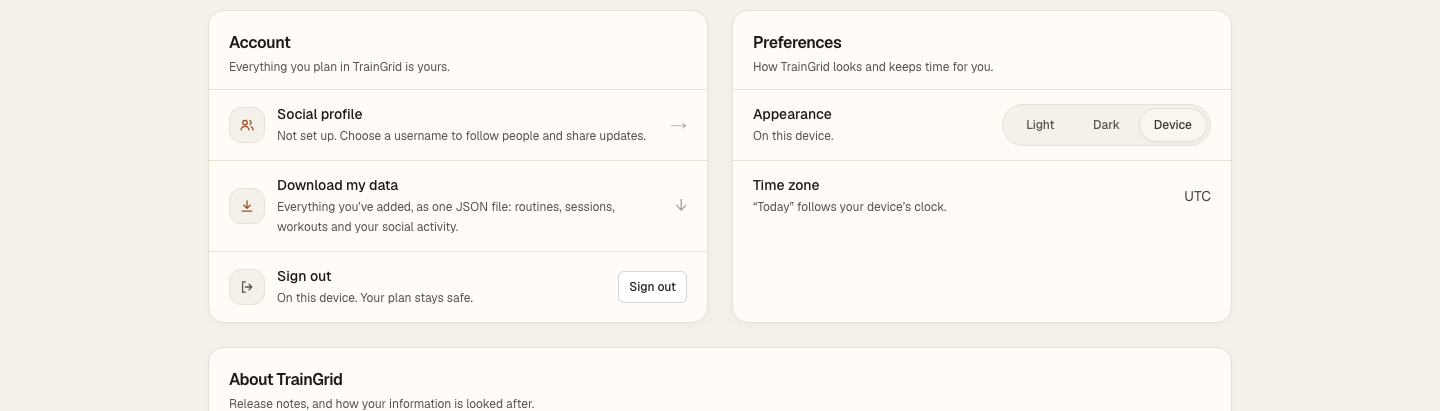 Account
Everything you plan in TrainGrid is yours.
Social profile
Not set up. Choose a username to follow people and share updates.
Download my data
Everything you've added, as one JSON file: routines, sessions,
workouts and your social activity.
Sign out
On this device. Your plan stays safe.
Sign out
Preferences
How TrainGrid looks and keeps time for you.
Appearance
On this device.
Light
Dark
Device
Time zone
“Today” follows your device’s clock.
UTC
About TrainGrid
Release notes, and how your information is looked after.